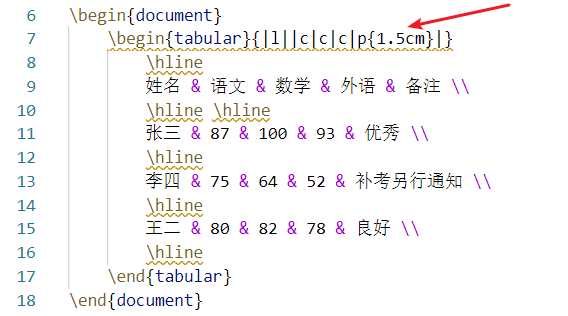 6 \begin{document}
7 \begin{tabular}{|l||c|c|c|p{1.5cm}|}
8 \hline
9 姓名 & 语文 & 数学 & 外语 & 备注 \\
10 \hline \hline
11 张三 & 87 & 100 & 93 & 优秀 \\
12 \hline
13 李四 & 75 & 64 & 52 & 补考另行通知 \\
14 \hline
15 王二 & 80 & 82 & 78 & 良好 \\
16 \hline
17 \end{tabular}
18 \end{document}